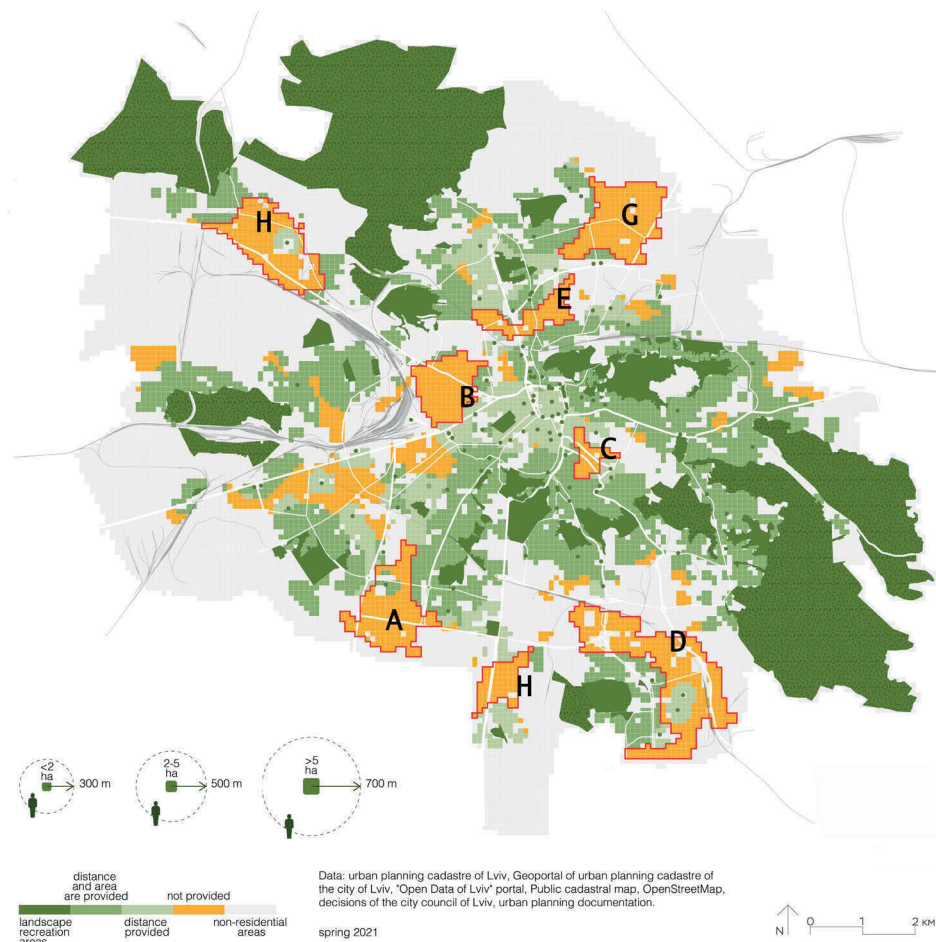 H
G
E
B
C
A
D
H
<2
ha
300 m
2-5
ha
500 m
>5
ha
700 m
distance
and area
are provided
not provided
landscape
recreation
areas
distance
provided
non-residential
areas
Data: urban planning cadastre of Lviv, Geoportal of urban planning cadastre of
the city of Lviv, "Open Data of Lviv" portal, Public cadastral map, OpenStreetMap,
decisions of the city council of Lviv, urban planning documentation.
spring 2021
N
0 1 2 КМ